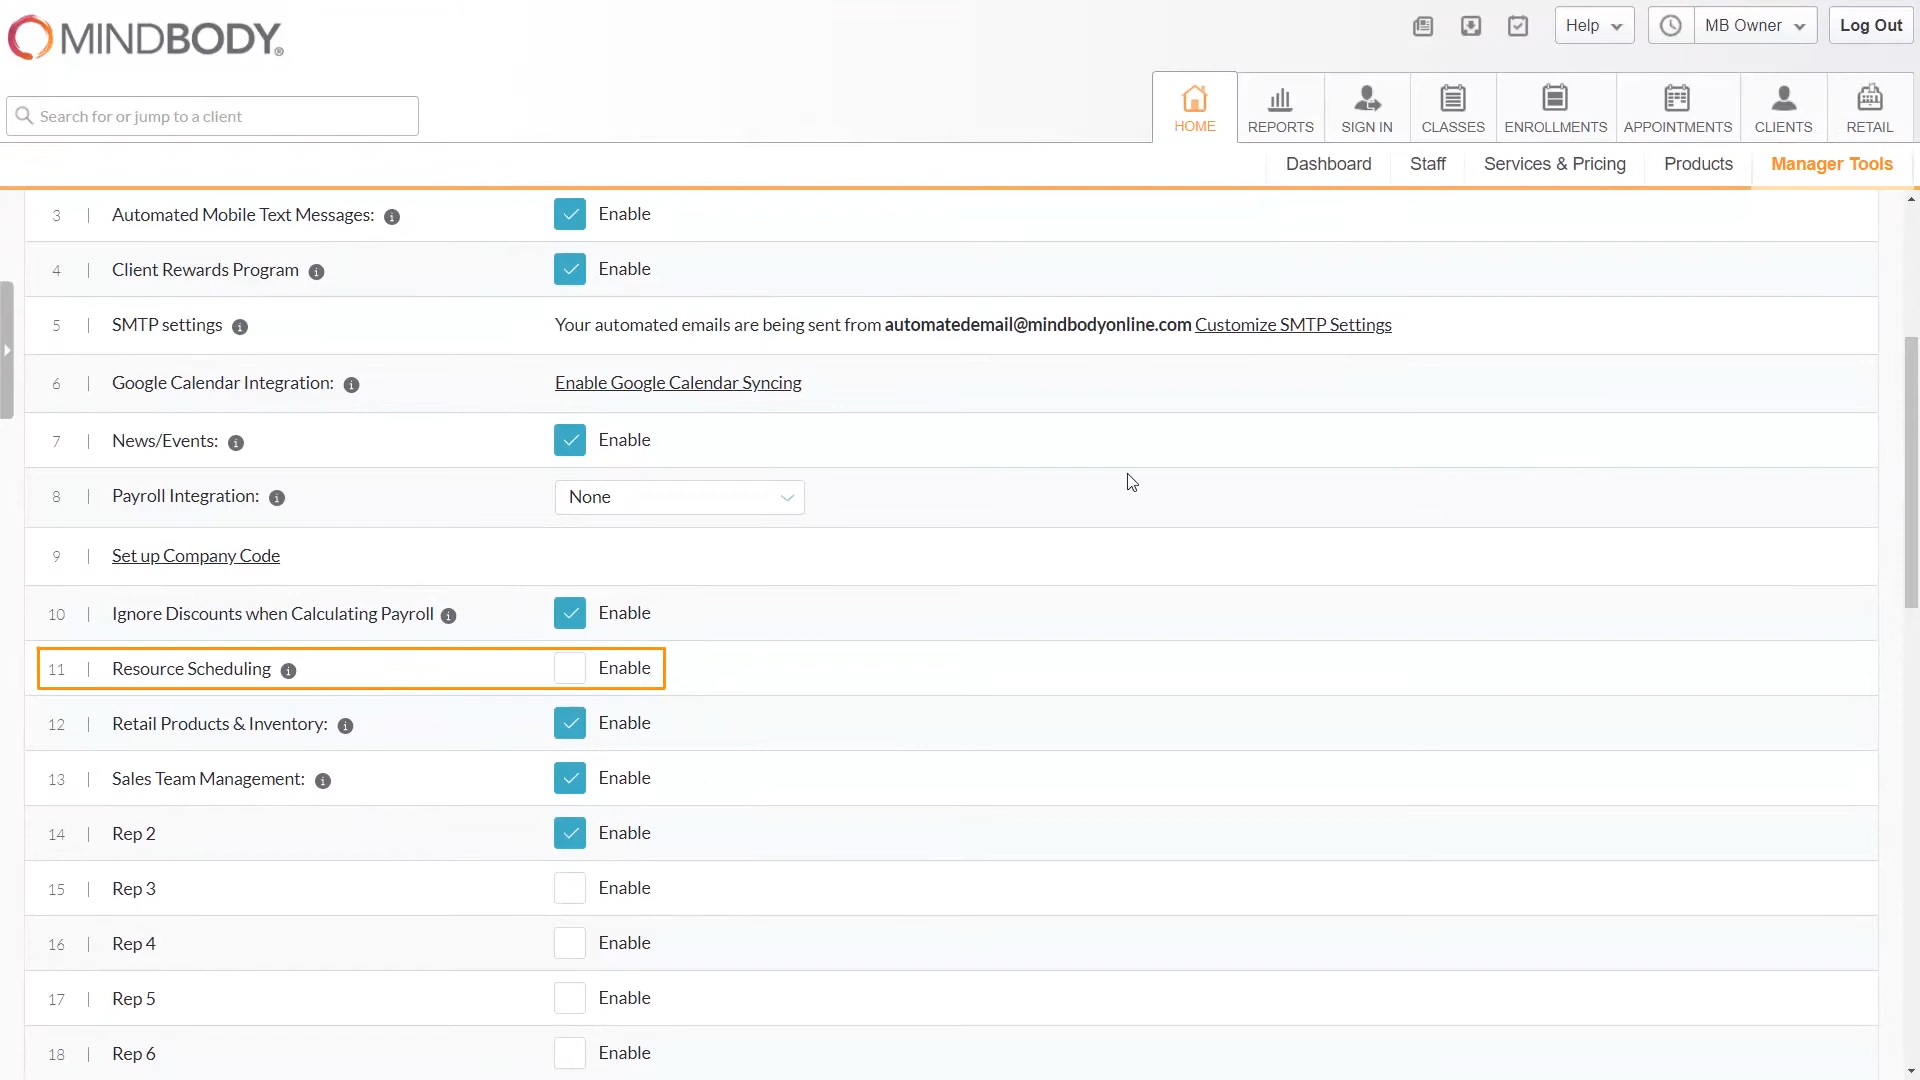 MINDBODY®
Help
MB Owner
Log Out
Search for or jump to a client
HOME
REPORTS
SIGN IN
CLASSES
ENROLLMENTS
APPOINTMENTS
CLIENTS
RETAIL
Dashboard
Staff
Services & Pricing
Products
Manager Tools
3 | Automated Mobile Text Messages: Enable
4 | Client Rewards Program Enable
5 | SMTP settings Your automated emails are being sent from automatedemail@mindbodyonline.com Customize SMTP Settings
6 | Google Calendar Integration: Enable Google Calendar Syncing
7 | News/Events: Enable
8 | Payroll Integration: None
9 | Set up Company Code
10 | Ignore Discounts when Calculating Payroll Enable
11 | Resource Scheduling Enable
12 | Retail Products & Inventory: Enable
13 | Sales Team Management: Enable
14 | Rep 2 Enable
15 | Rep 3 Enable
16 | Rep 4 Enable
17 | Rep 5 Enable
18 | Rep 6 Enable